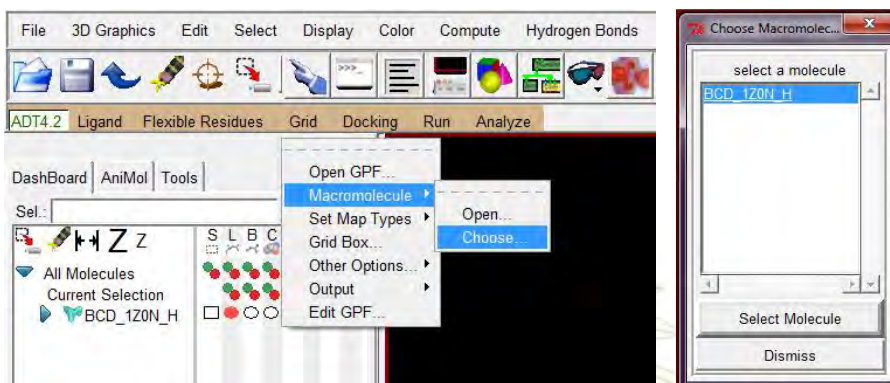 File 3D Graphics Edit Select Display Color Compute Hydrogen Bonds
>>>_
ADT4.2 Ligand Flexible Residues Grid Docking Run Analyze
DashBoard AniMol Tools
Sel.:
Z Z S L B C
All Molecules
Current Selection
BCD_1Z0N_H
Open GPF...
Macromolecule
Set Map Types
Grid Box...
Other Options...
Output
Edit GPF...
Open...
Choose...
Choose Macromolec...
select a molecule
BCD_1Z0N_H
Select Molecule
Dismiss